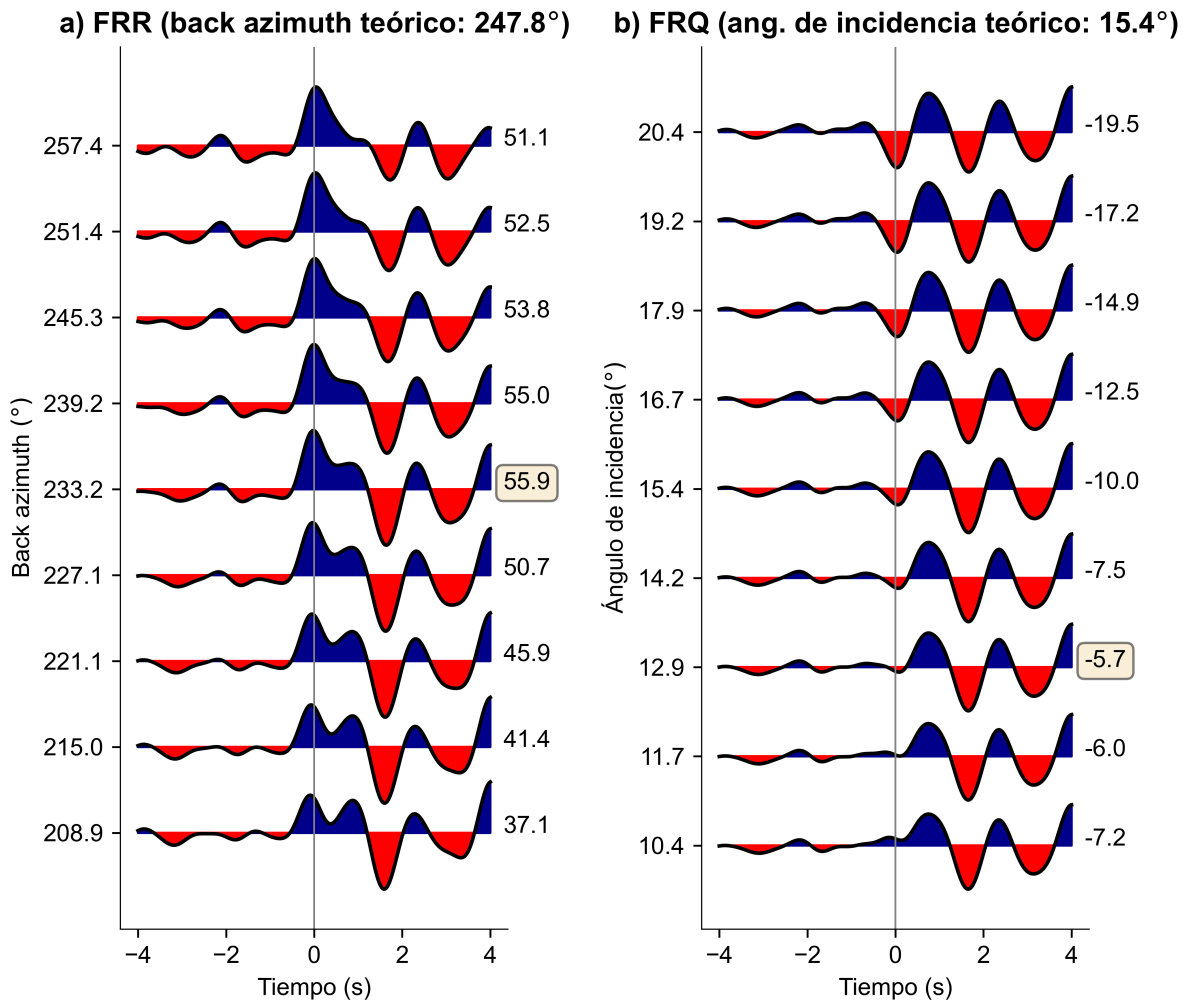 a) FRR (back azimuth teórico: 247.8°)
257.4 51.1
251.4 52.5
245.3 53.8
239.2 55.0
233.2 55.9
227.1 50.7
221.1 45.9
215.0 41.4
208.9 37.1
Back azimuth (°)
−4 −2 0 2 4
Tiempo (s)
b) FRQ (ang. de incidencia teórico: 15.4°)
20.4 -19.5
19.2 -17.2
17.9 -14.9
16.7 -12.5
15.4 -10.0
14.2 -7.5
12.9 -5.7
11.7 -6.0
10.4 -7.2
Ángulo de incidencia(°)
−4 −2 0 2 4
Tiempo (s)